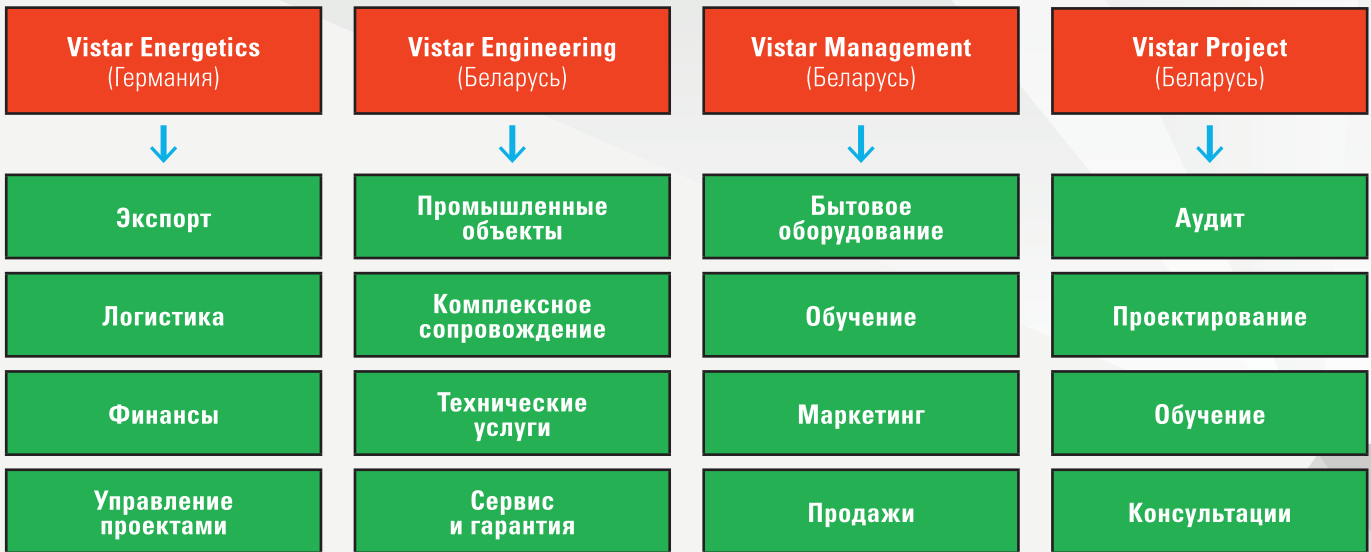 Vistar Energetics
(Германия)
Vistar Engineering
(Беларусь)
Vistar Management
(Беларусь)
Vistar Project
(Беларусь)
Экспорт
Промышленные
объекты
Бытовое
оборудование
Аудит
Логистика
Комплексное
сопровождение
Обучение
Проектирование
Финансы
Технические
услуги
Маркетинг
Обучение
Управление
проектами
Сервис
и гарантия
Продажи
Консультации